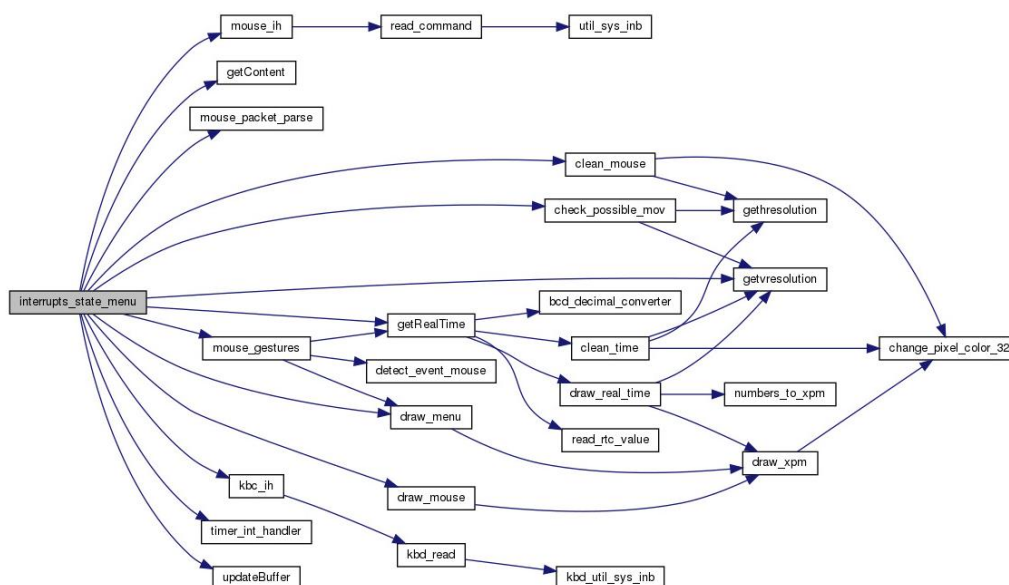 mouse_ih
read_command
util_sys_inb
getContent
mouse_packet_parse
clean_mouse
check_possible_mov
gethresolution
getvresolution
interrupts_state_menu
bcd_decimal_converter
getRealTime
mouse_gestures
clean_time
change_pixel_color_32
detect_event_mouse
draw_real_time
numbers_to_xpm
draw_menu
read_rtc_value
draw_xpm
kbc_ih
draw_mouse
timer_int_handler
kbd_read
updateBuffer
kbd_util_sys_inb